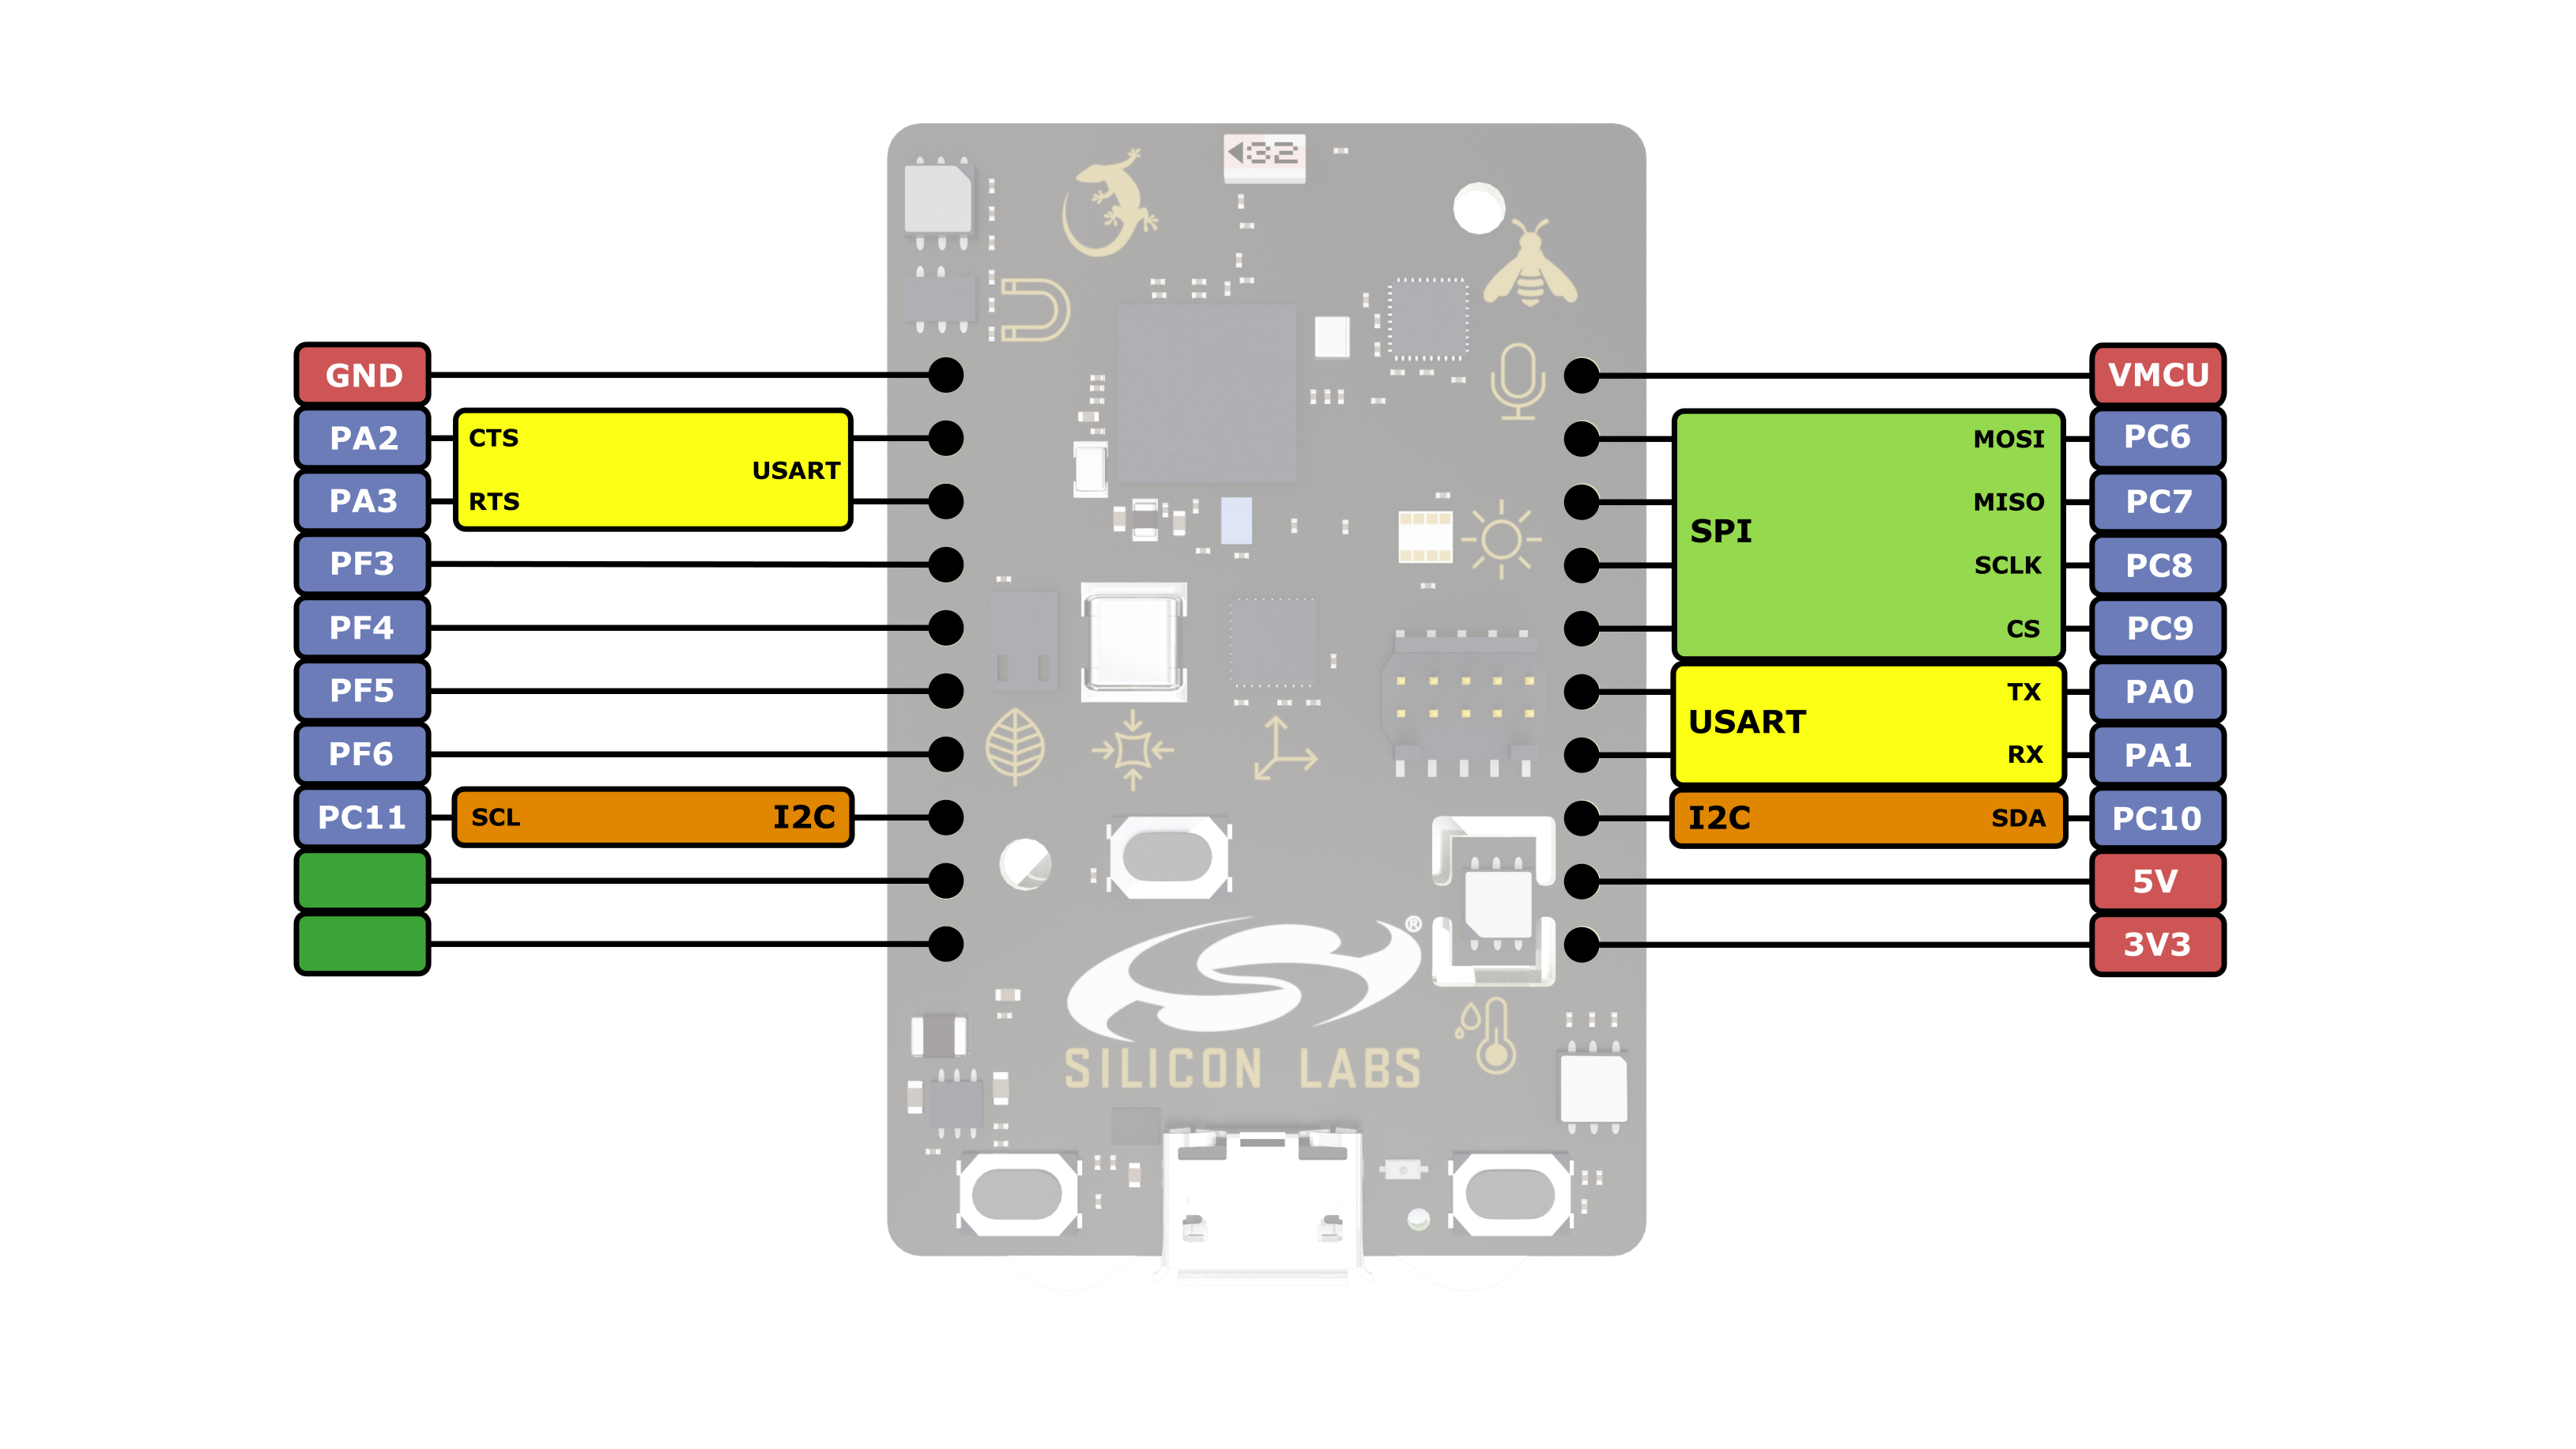 ◄32
GND
VMCU
PA2
CTS
USART
MOSI
PC6
PA3
RTS
SPI
MISO
PC7
PF3
SCLK
PC8
PF4
CS
PC9
PF5
USART
TX
PA0
PF6
RX
PA1
PC11
SCL
I2C
I2C
SDA
PC10
5V
3V3
®
SILICON LABS